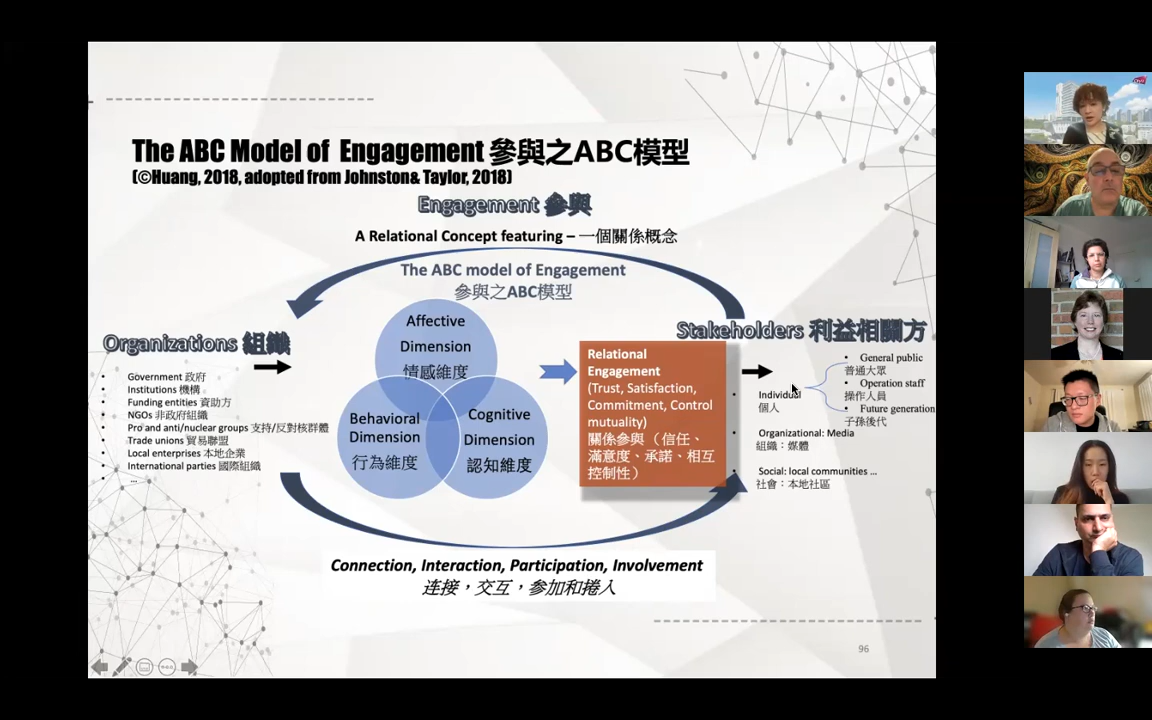 The ABC Model of Engagement 參與之ABC模型
(©Huang, 2018, adopted from Johnston& Taylor, 2018)
Engagement 參與
A Relational Concept featuring – 一個關係概念
The ABC model of Engagement
參與之ABC模型
Organizations 組織
Government 政府
Institutions 機構
Funding entities 資助方
NGOs 非政府組織
Pro and anti/nuclear groups 支持/反對核群體
Trade unions 貿易聯盟
Local enterprises 本地企業
International parties 國際組織
...
Affective
Dimension
情感維度
Behavioral
Dimension
行為維度
Cognitive
Dimension
認知維度
Relational
Engagement
(Trust, Satisfaction,
Commitment, Control
mutuality)
關係參與（信任、
滿意度、承諾、相互
控制性）
Stakeholders 利益相關方
Individual
個人
General public
普通大眾
Operation staff
操作人員
Future generation
子孫後代
Organizational: Media
組織：媒體
Social: local communities ...
社會：本地社區
Connection, Interaction, Participation, Involvement
连接，交互，参加和捲入
96